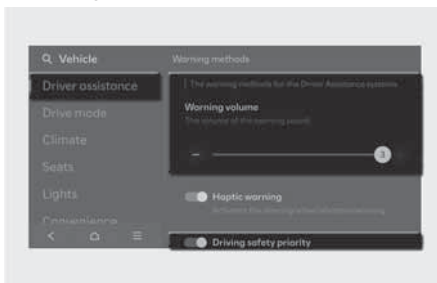 Vehicle
Warning methods
Driver assistance
The warning methods for the Driver Assistance systems
Drive mode
Warning volume
The volume of the warning sound
Climate
3
Seats
Lights
Haptic warning
Convenience
Driving safety priority